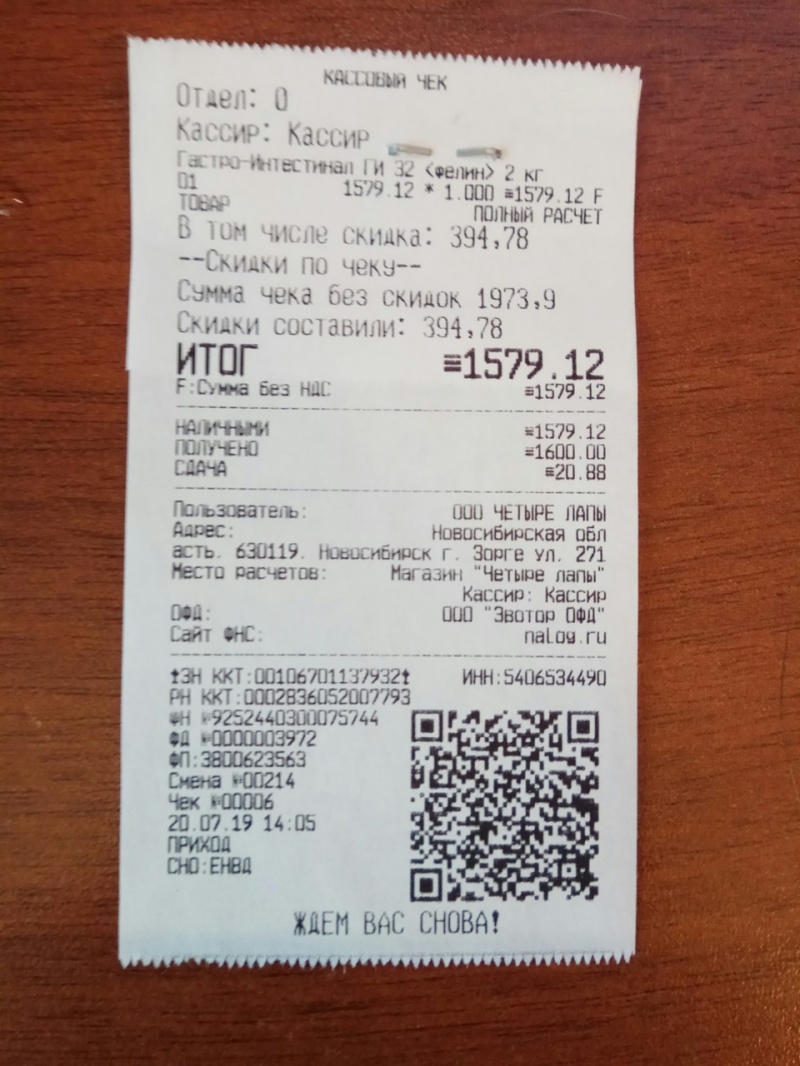 КАССОВЫЙ ЧЕК
Отдел: 0
Кассир: Кассир
Гастро-Интестинал ГИ 32 <фелин> 2 кг
01 1579.12 * 1.000 ≡1579.12 F
ТОВАР ПОЛНЫЙ РАСЧЕТ
В том числе скидка: 394,78
--Скидки по чеку--
Сумма чека без скидок 1973,9
Скидки составили: 394,78
ИТОГ ≡1579.12
F:Сумма без НДС ≡1579.12
НАЛИЧНЫМИ ≡1579.12
ПОЛУЧЕНО ≡1600.00
СДАЧА ≡20.88
Пользователь: ООО ЧЕТЫРЕ ЛАПЫ
Адрес: Новосибирская обл
асть. 630119. Новосибирск г. Зорге ул. 271
Место расчетов: Магазин "Четыре лапы"
Кассир: Кассир
ОФД: ООО "Эвотор ОФД"
Сайт ФНС: nalog.ru
ЗН ККТ:00106701137932 ИНН:5406534490
РН ККТ:0002836052007793
ФН №9252440300075744
ФД №0000003972
ФП:3800623563
Смена №00214
Чек №00006
20.07.19 14:05
ПРИХОД
СНО:ЕНВД
ЖДЕМ ВАС СНОВА!